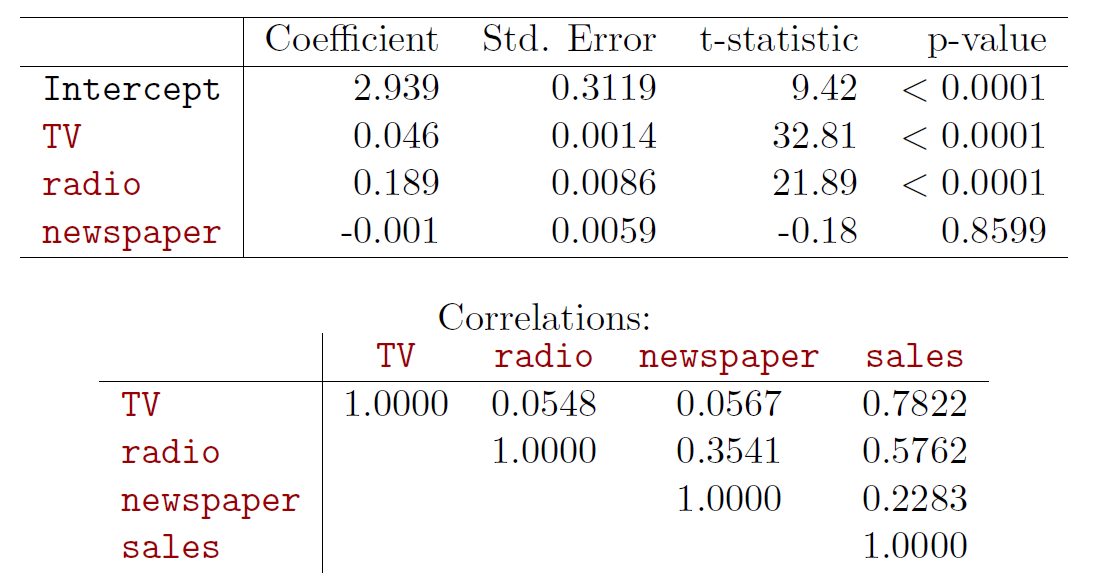 Coefficient Std. Error t-statistic p-value
Intercept 2.939 0.3119 9.42 < 0.0001
TV 0.046 0.0014 32.81 < 0.0001
radio 0.189 0.0086 21.89 < 0.0001
newspaper -0.001 0.0059 -0.18 0.8599
Correlations:
TV radio newspaper sales
TV 1.0000 0.0548 0.0567 0.7822
radio 1.0000 0.3541 0.5762
newspaper 1.0000 0.2283
sales 1.0000